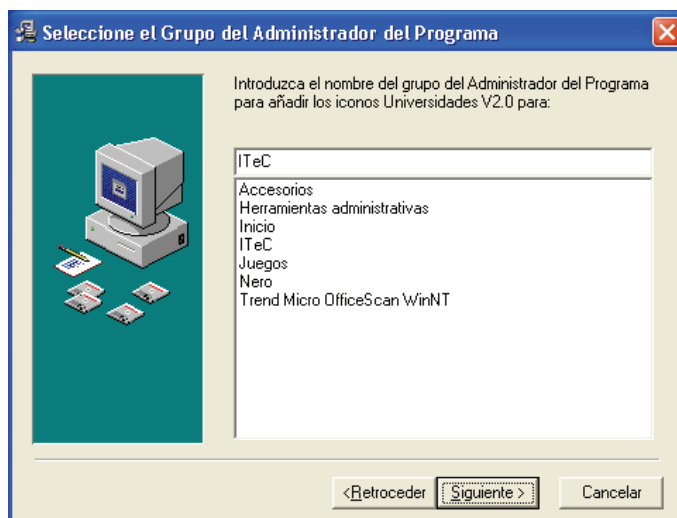 Seleccione el Grupo del Administrador del Programa
Introduzca el nombre del grupo del Administrador del Programa
para añadir los iconos Universidades V2.0 para:
ITeC
Accesorios
Herramientas administrativas
Inicio
ITeC
Juegos
Nero
Trend Micro OfficeScan WinNT
<Retroceder Siguiente > Cancelar